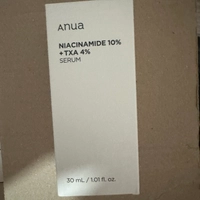 Anua
NIACINAMIDE 10%
+ TXA 4%
SERUM
30 mL / 1.01 fl. oz.